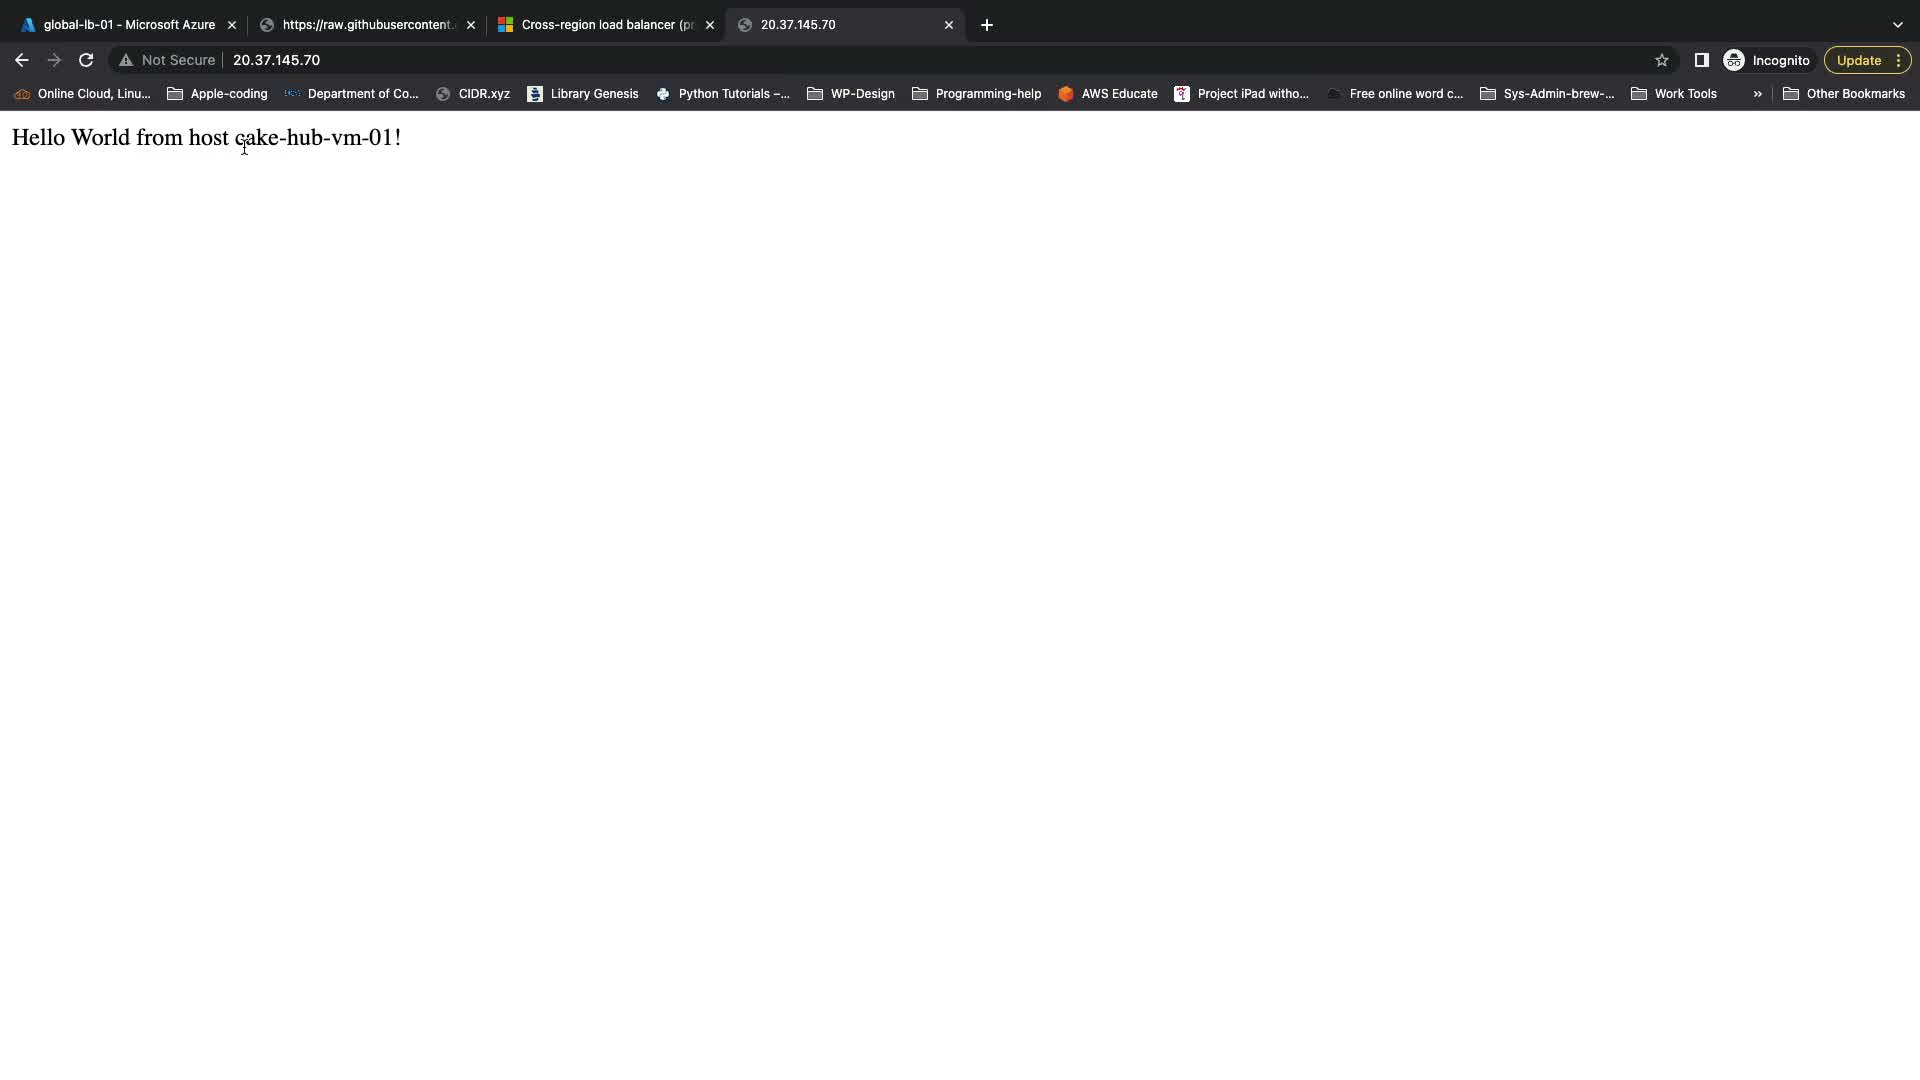 global-lb-01 - Microsoft Azure
https://raw.githubusercontent.
Cross-region load balancer (pr
20.37.145.70
Not Secure
20.37.145.70
Incognito
Update
Online Cloud, Linu...
Apple-coding
Department of Co...
CIDR.xyz
Library Genesis
Python Tutorials –...
WP-Design
Programming-help
AWS Educate
Project iPad witho...
Free online word c...
Sys-Admin-brew-...
Work Tools
»
Other Bookmarks
Hello World from host cake-hub-vm-01!